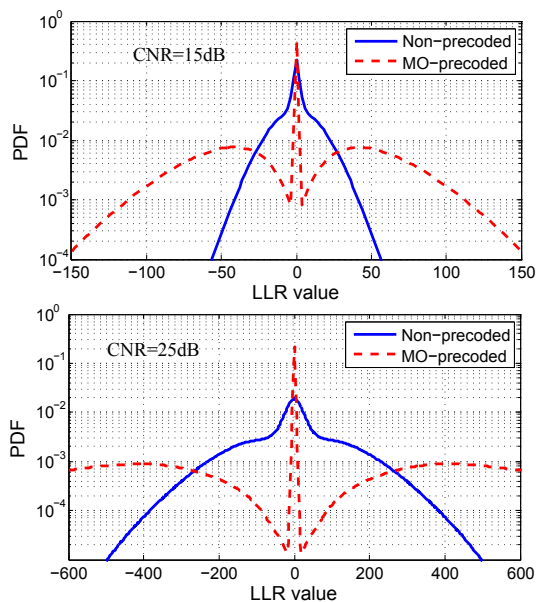 10^0
10^-1
10^-2
10^-3
10^-4
PDF
CNR=15dB
Non−precoded
MO−precoded
−150 −100 −50 0 50 100 150
LLR value
10^0
10^-1
10^-2
10^-3
10^-4
PDF
CNR=25dB
Non−precoded
MO−precoded
−600 −400 −200 0 200 400 600
LLR value